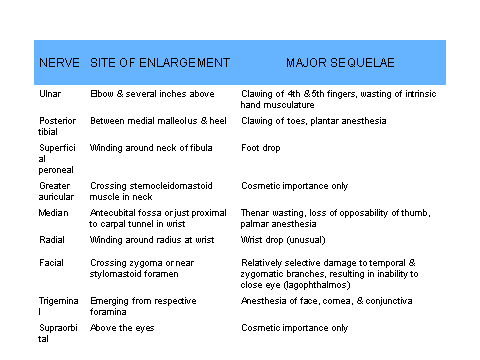 NERVE SITE OF ENLARGEMENT MAJOR SEQUELAE
Ulnar Elbow & several inches above Clawing of 4th & 5th fingers, wasting of intrinsic
hand musculature
Posterior Between medial malleolus & heel Clawing of toes, plantar anesthesia
tibial
Superfici Winding around neck of fibula Foot drop
al
peroneal
Greater Crossing sternocleidomastoid Cosmetic importance only
auricular muscle in neck
Median Antecubital fossa or just proximal Thenar wasting, loss of opposability of thumb,
to carpal tunnel in wrist palmar anesthesia
Radial Winding around radius at wrist Wrist drop (unusual)
Facial Crossing zygoma or near Relatively selective damage to temporal &
stylomastoid foramen zygomatic branches, resulting in inability to
close eye (lagophthalmos)
Trigemina Emerging from respective Anesthesia of face, cornea, & conjunctiva
l foramina
Supraorbi Above the eyes Cosmetic importance only
tal